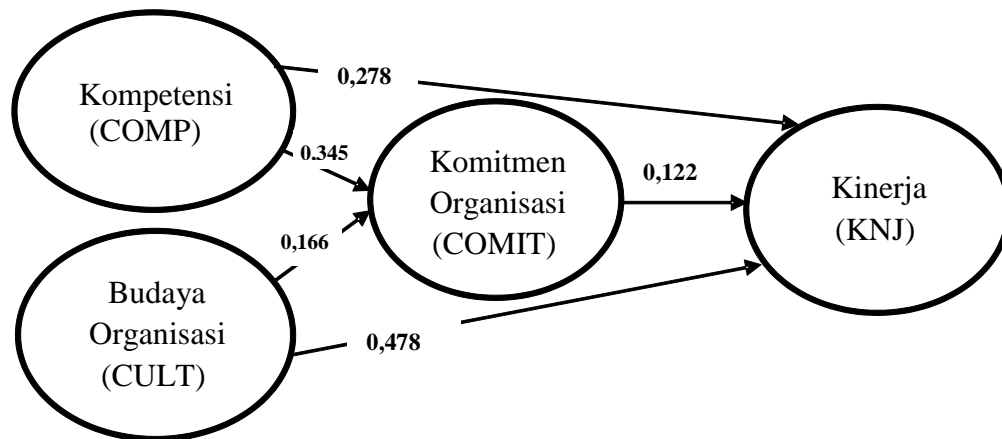 Kompetensi
(COMP)
0,278
0.345
Komitmen
Organisasi
(COMIT)
0,122
Kinerja
(KNJ)
0,166
Budaya
Organisasi
(CULT)
0,478